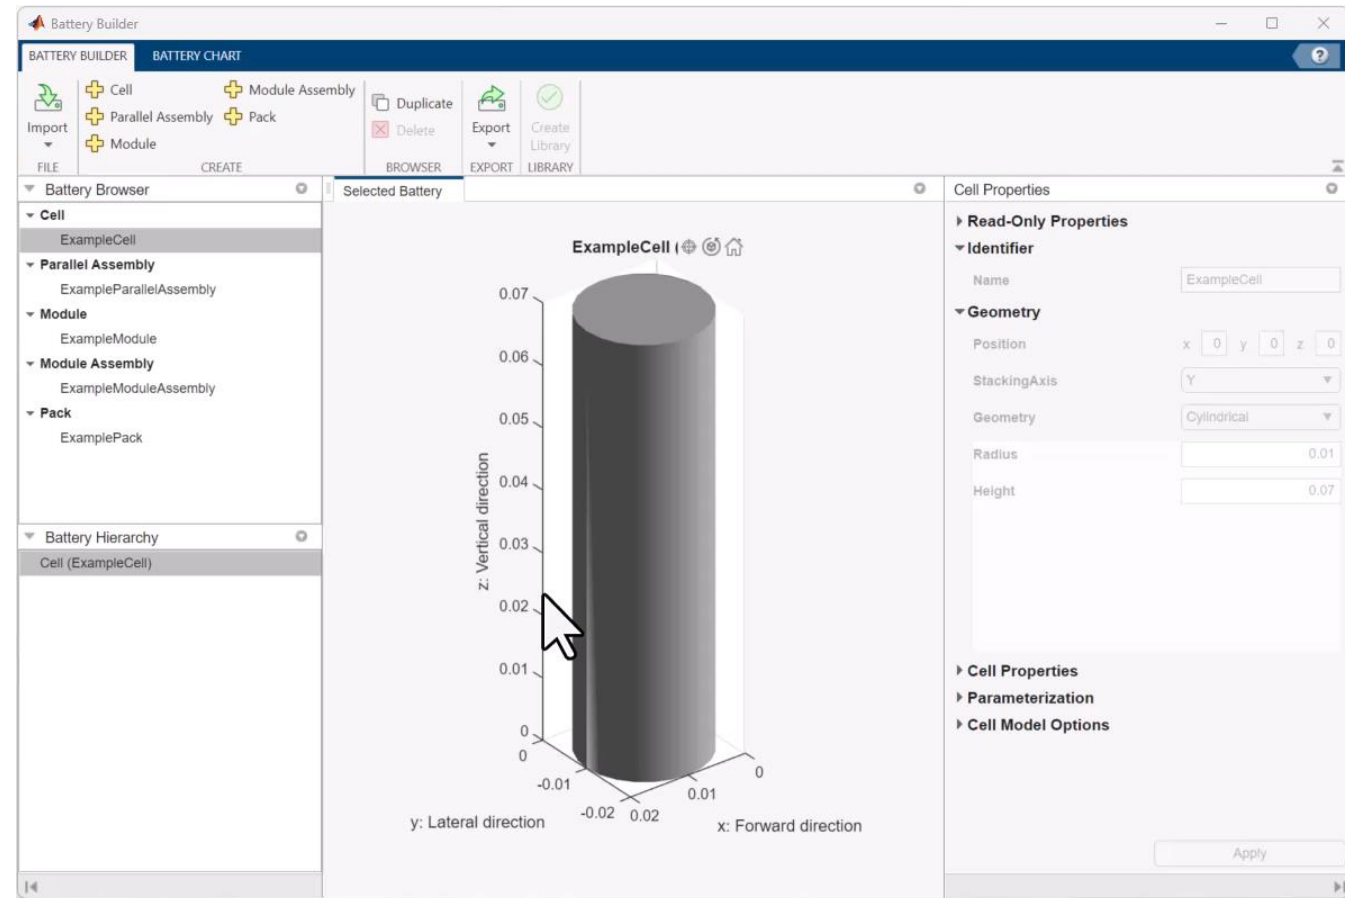 Battery Builder
BATTERY BUILDER BATTERY CHART
Import
FILE
Cell
Parallel Assembly
Module
Module Assembly
Pack
CREATE
Duplicate
Delete
BROWSER
Export
EXPORT
Create
Library
LIBRARY
Battery Browser
Cell
ExampleCell
Parallel Assembly
ExampleParallelAssembly
Module
ExampleModule
Module Assembly
ExampleModuleAssembly
Pack
ExamplePack
Battery Hierarchy
Cell (ExampleCell)
Selected Battery
ExampleCell (
0.07
0.06
0.05
0.04
0.03
0.02
0.01
0
z: Vertical direction
0
-0.01
-0.02
y: Lateral direction
0.02
0.01
0
x: Forward direction
Cell Properties
Read-Only Properties
Identifier
Name ExampleCell
Geometry
Position x 0 y 0 z 0
StackingAxis Y
Geometry Cylindrical
Radius 0.01
Height 0.07
Cell Properties
Parameterization
Cell Model Options
Apply